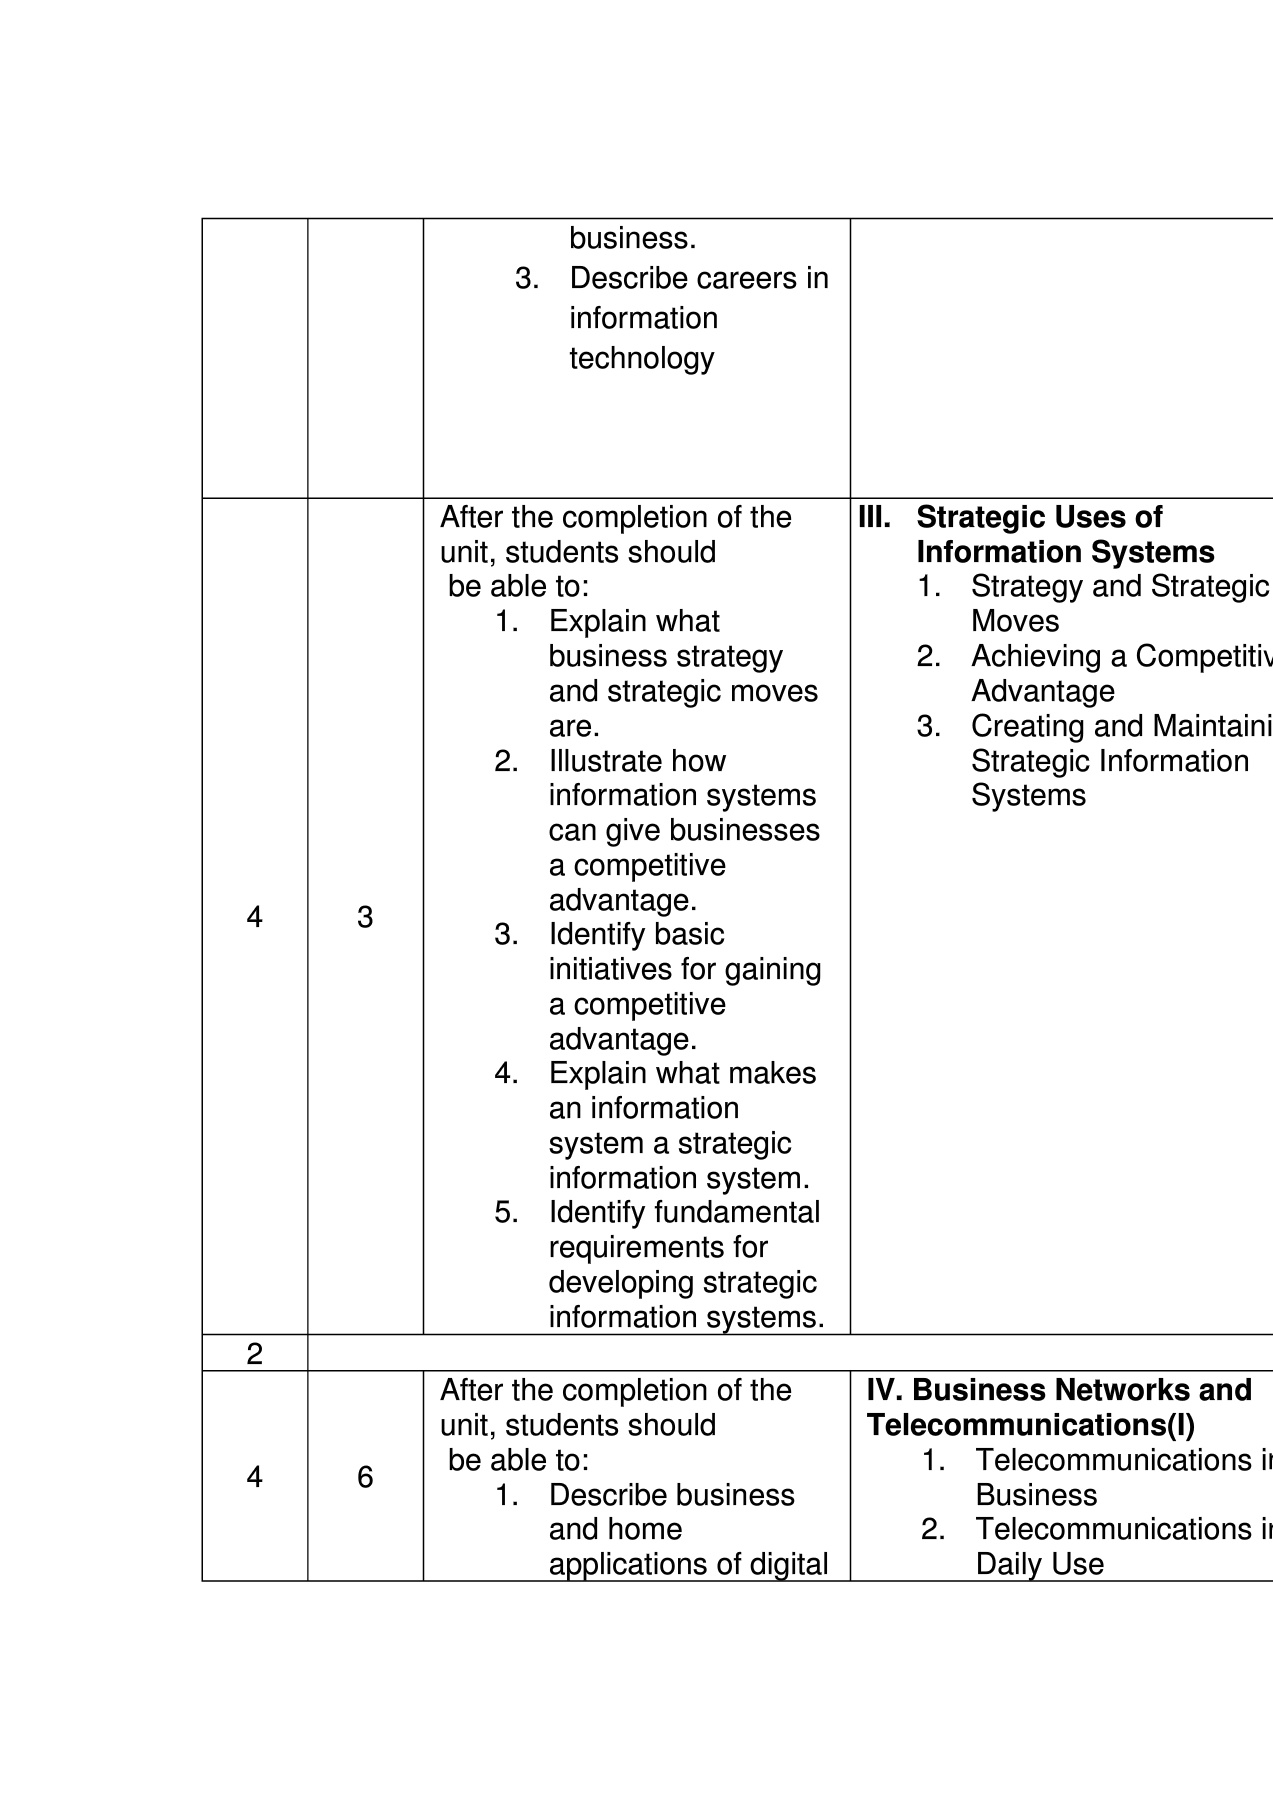 business.
3. Describe careers in
information
technology
4
3
After the completion of the
unit, students should
be able to:
1. Explain what
business strategy
and strategic moves
are.
2. Illustrate how
information systems
can give businesses
a competitive
advantage.
3. Identify basic
initiatives for gaining
a competitive
advantage.
4. Explain what makes
an information
system a strategic
information system.
5. Identify fundamental
requirements for
developing strategic
information systems.
III. Strategic Uses of
Information Systems
1. Strategy and Strategic
Moves
2. Achieving a Competitiv
Advantage
3. Creating and Maintaini
Strategic Information
Systems
2
4
6
After the completion of the
unit, students should
be able to:
1. Describe business
and home
applications of digital
IV. Business Networks and
Telecommunications(I)
1. Telecommunications in
Business
2. Telecommunications in
Daily Use